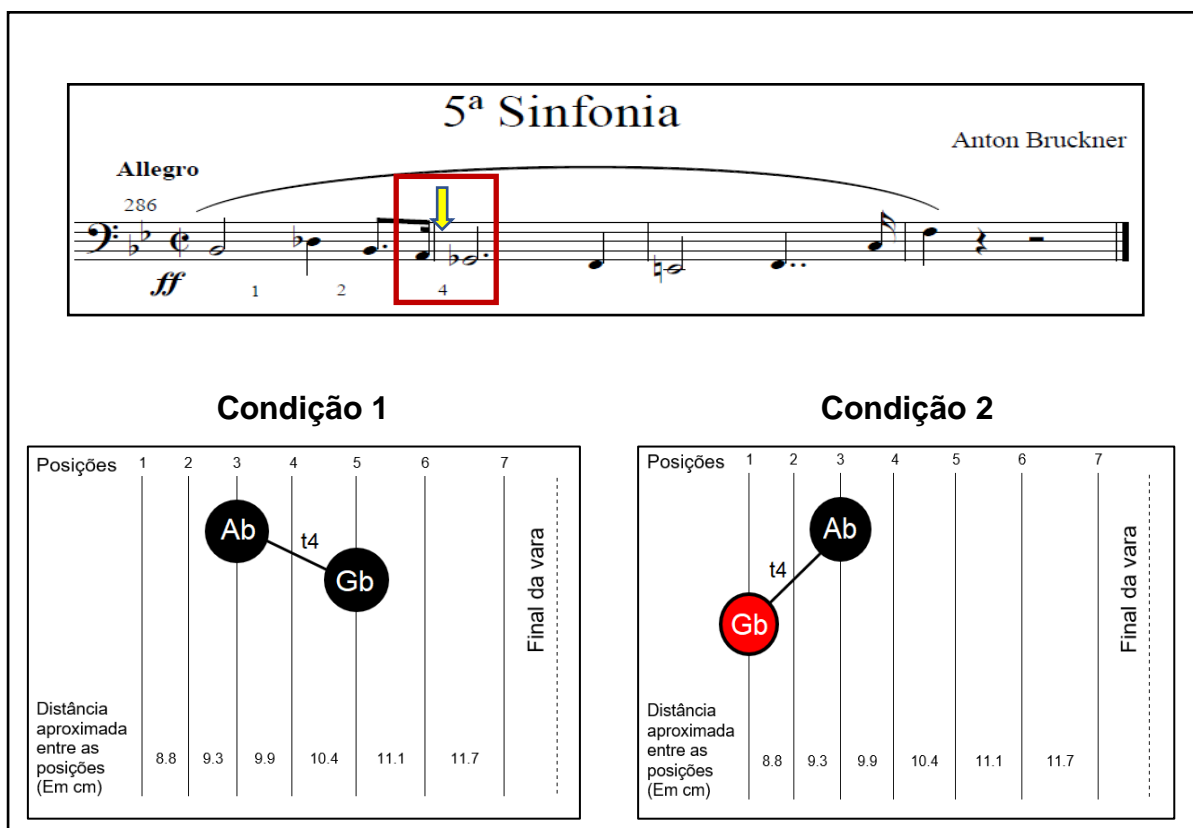 5ª Sinfonia
Anton Bruckner
Allegro
286
ff
1 2 4
Condição 1
Posições 1 2 3 4 5 6 7
Ab
t4
Gb
Final da vara
Distância
aproximada
entre as
posições
(Em cm)
8.8 9.3 9.9 10.4 11.1 11.7
Condição 2
Posições 1 2 3 4 5 6 7
Ab
t4
Gb
Final da vara
Distância
aproximada
entre as
posições
(Em cm)
8.8 9.3 9.9 10.4 11.1 11.7